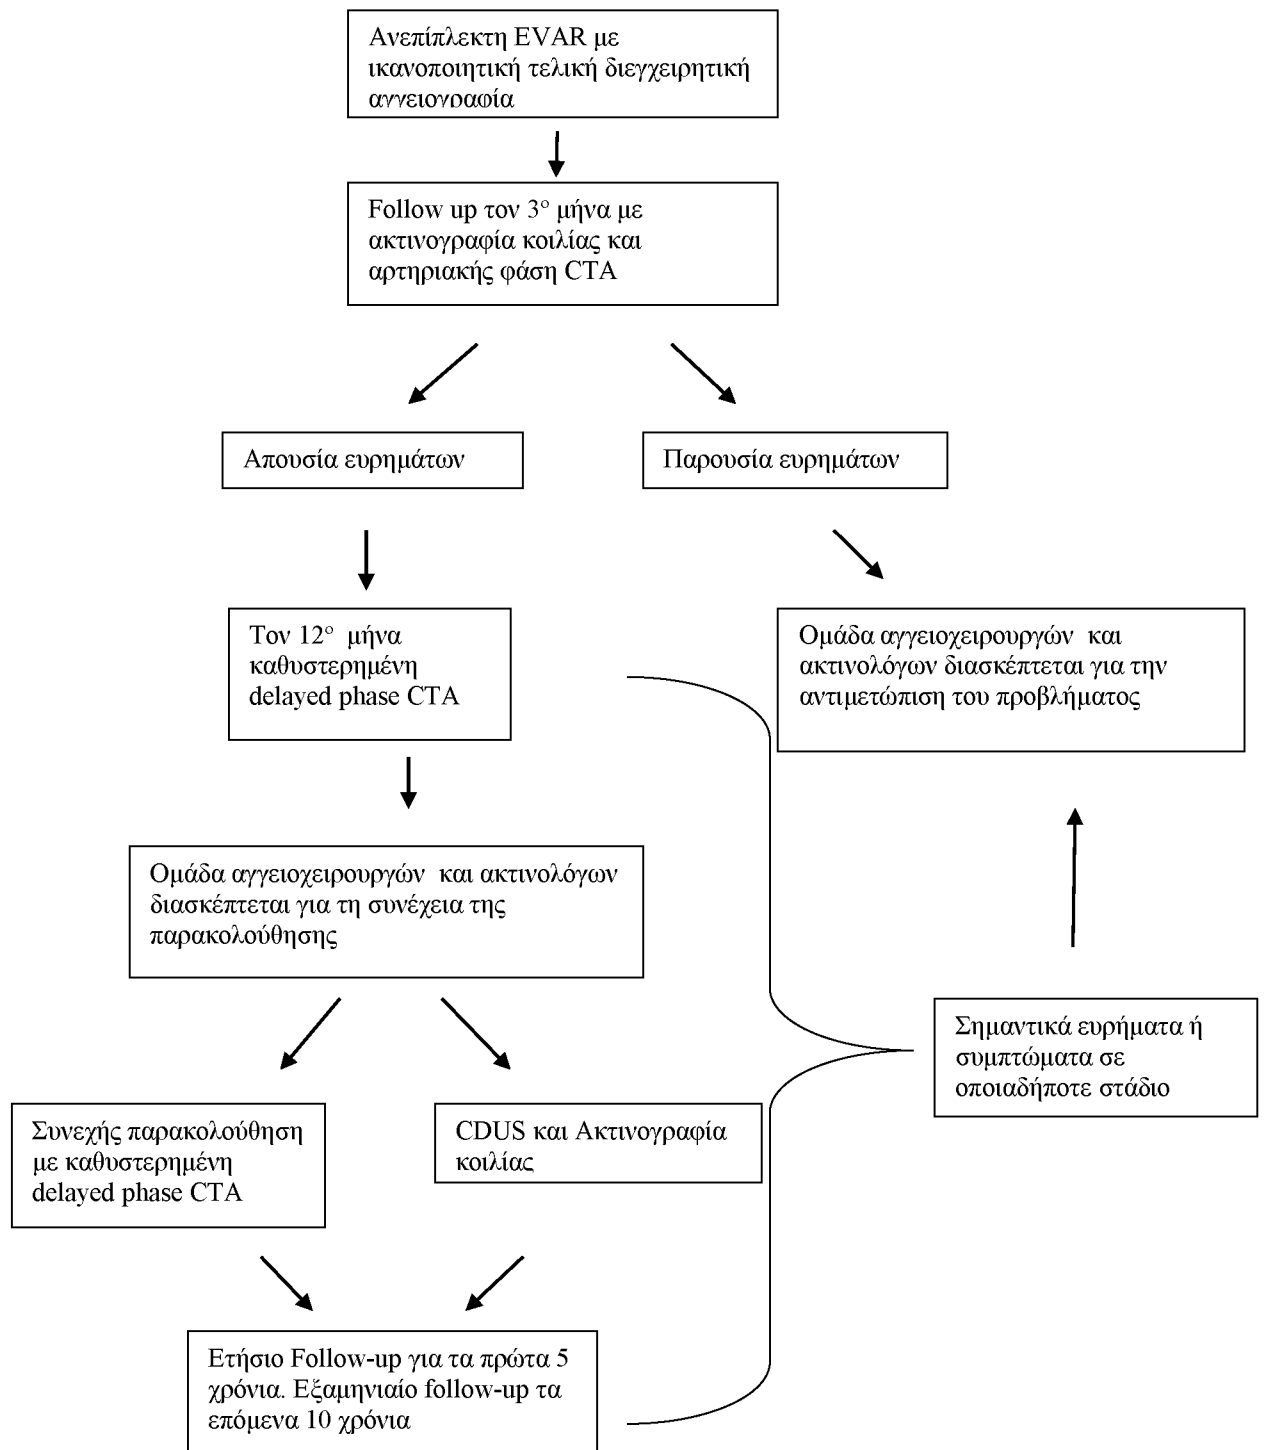 Ανεπίπλεκτη EVAR με
ικανοποιητική τελική διεγχειρητική
αγγειογραφία
Follow up τον 3° μήνα με
ακτινογραφία κοιλίας και
αρτηριακής φάση CTA
Απουσία ευρημάτων
Παρουσία ευρημάτων
Τον 12° μήνα
καθυστερημένη
delayed phase CTA
Ομάδα αγγειοχειρουργών και
ακτινολόγων διασκέπτεται για την
αντιμετώπιση του προβλήματος
Ομάδα αγγειοχειρουργών και ακτινολόγων
διασκέπτεται για τη συνέχεια της
παρακολούθησης
Σημαντικά ευρήματα ή
συμπτώματα σε
οποιαδήποτε στάδιο
Συνεχής παρακολούθηση
με καθυστερημένη
delayed phase CTA
CDUS και Ακτινογραφία
κοιλίας
Ετήσιο Follow-up για τα πρώτα 5
χρόνια. Εξαμηνιαίο follow-up τα
επόμενα 10 χρόνια